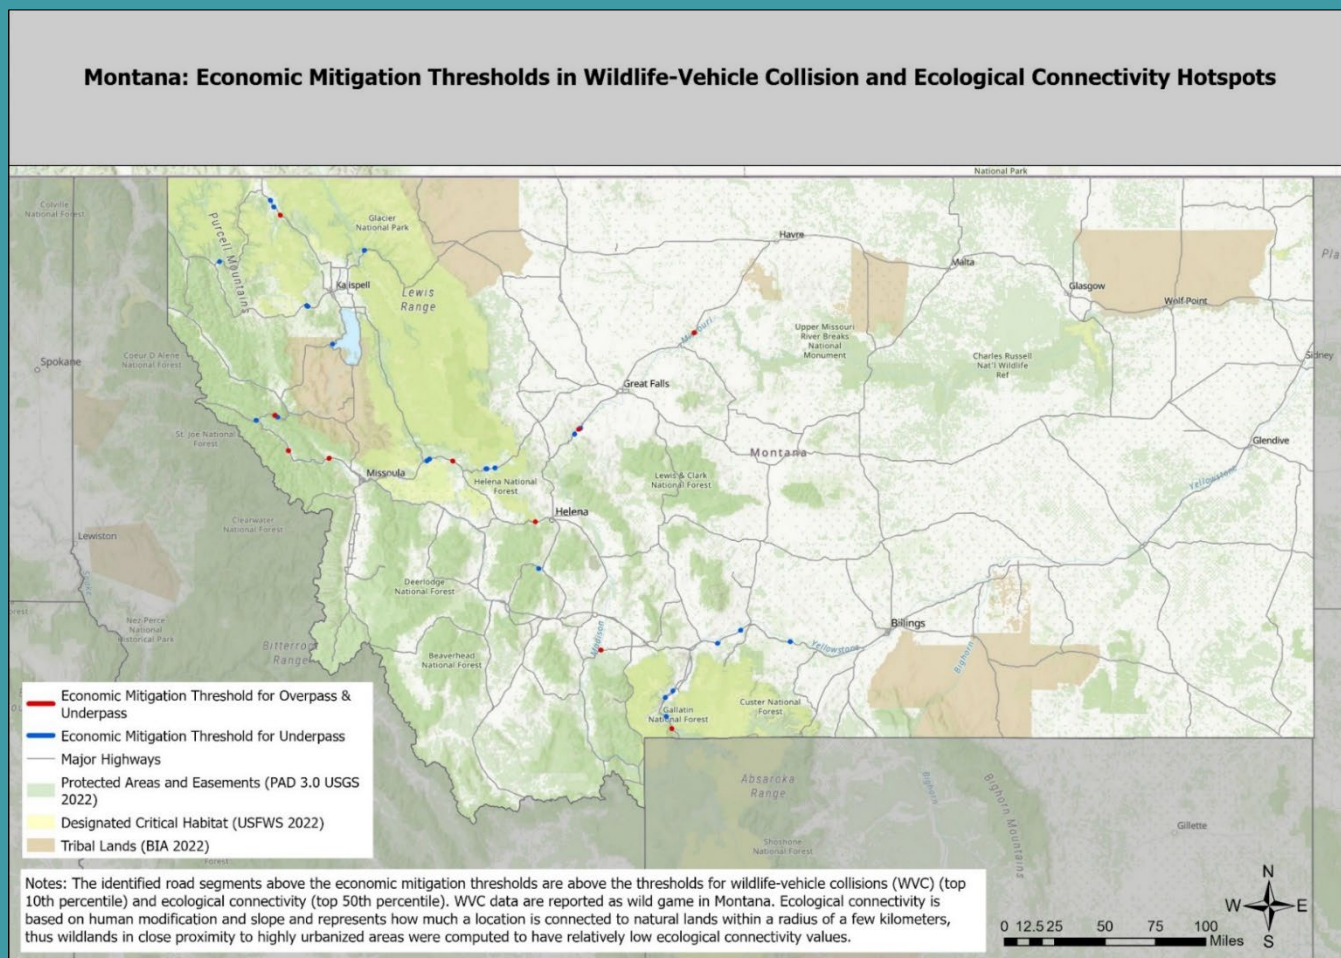 Montana: Economic Mitigation Thresholds in Wildlife-Vehicle Collision and Ecological Connectivity Hotspots
National Park
Colville
National Forest
Purcell Mountains
Glacier
National Park
Havre
Malta
Pla
Kalispell
Lewis
Range
Glasgow
Wolf Point
Missouri
Upper Missouri
River Breaks
National
Monument
Charles Russell
Nat'l Wildlife
Ref
Sidney
Spokane
Coeur D Alene
National Forest
Great Falls
St. Joe National
Forest
Missoula
Helena National
Forest
Lewis & Clark
National Forest
Montana
Glendive
Yellowstone
Helena
Clearwater
National Forest
Lewiston
Snake
Deerlodge
National Forest
Nez Perce
National
Historical Park
Bitterroot
Range
Beaverhead
National Forest
Madison
Billings
Yellowstone
Bighorn
Gallatin
National Forest
Custer National
Forest
Absaroka
Range
Bighorn
Bighorn Mountains
Gillette
Shoshone
National Forest
Forest
Economic Mitigation Threshold for Overpass &
Underpass
Economic Mitigation Threshold for Underpass
Major Highways
Protected Areas and Easements (PAD 3.0 USGS
2022)
Designated Critical Habitat (USFWS 2022)
Tribal Lands (BIA 2022)
Notes: The identified road segments above the economic mitigation thresholds are above the thresholds for wildlife-vehicle collisions (WVC) (top
10th percentile) and ecological connectivity (top 50th percentile). WVC data are reported as wild game in Montana. Ecological connectivity is
based on human modification and slope and represents how much a location is connected to natural lands within a radius of a few kilometers,
thus wildlands in close proximity to highly urbanized areas were computed to have relatively low ecological connectivity values.
N
W E
S
0 12.5 25 50 75 100
Miles